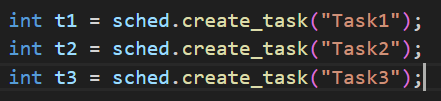 int t1 = sched.create_task("Task1");
int t2 = sched.create_task("Task2");
int t3 = sched.create_task("Task3");